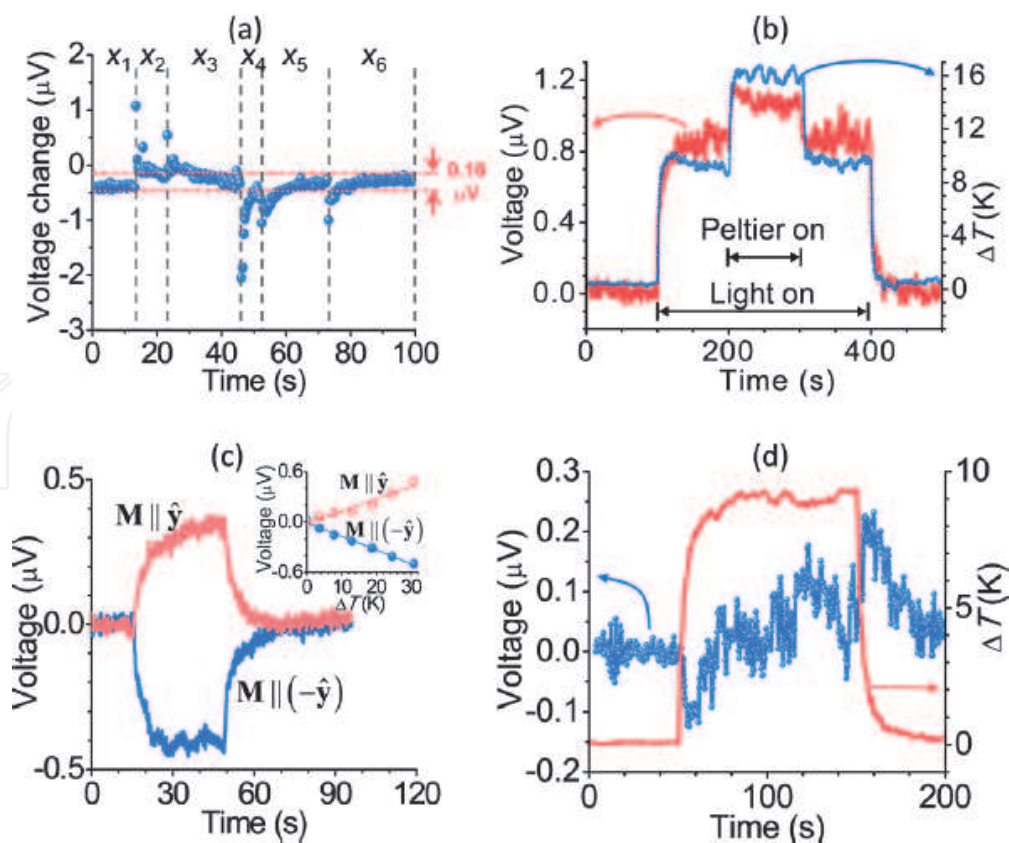 (a)
x1 x2 x3 x4 x5 x6
2
1
0
-1
-2
-3
Voltage change (μV)
0.18
μV
0 20 40 60 80 100
Time (s)
(b)
1.2
0.8
0.4
0.0
Voltage (μV)
16
12
8
4
0
ΔT(K)
Peltier on
Light on
0 200 400
Time (s)
(c)
0.5
0.0
-0.5
Voltage (μV)
M || ŷ
M || (-ŷ)
0.6
0.0
-0.6
Voltage (μV)
M || ŷ
M || (-ŷ)
0 10 20 30
ΔT(K)
0 30 60 90 120
Time (s)
(d)
0.3
0.2
0.1
0.0
-0.1
-0.2
Voltage (μV)
10
5
0
ΔT(K)
0 100 200
Time (s)